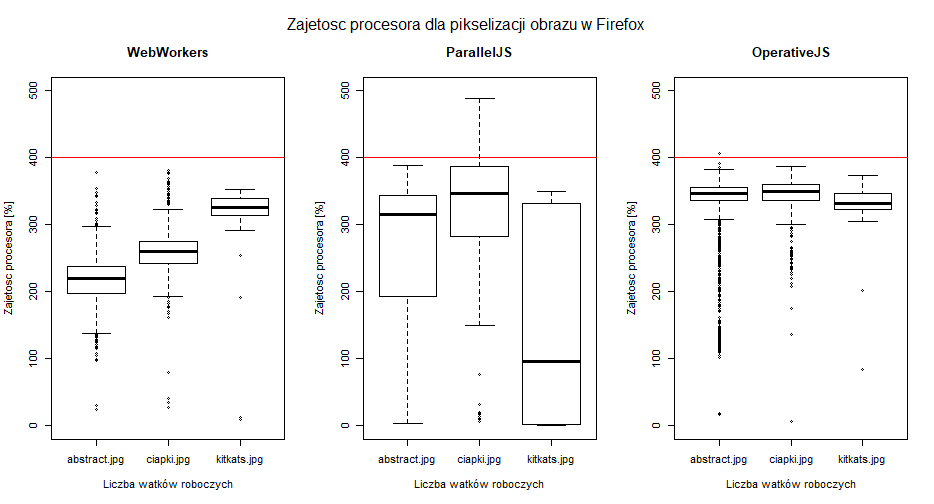 Zajetosc procesora dla pikselizacji obrazu w Firefox
WebWorkers
Zajetosc procesora [%]
500
400
300
200
100
0
abstract.jpg ciapki.jpg kitkats.jpg
Liczba watków roboczych
ParallelJS
Zajetosc procesora [%]
500
400
300
200
100
0
abstract.jpg ciapki.jpg kitkats.jpg
Liczba watków roboczych
OperativeJS
Zajetosc procesora [%]
500
400
300
200
100
0
abstract.jpg ciapki.jpg kitkats.jpg
Liczba watków roboczych